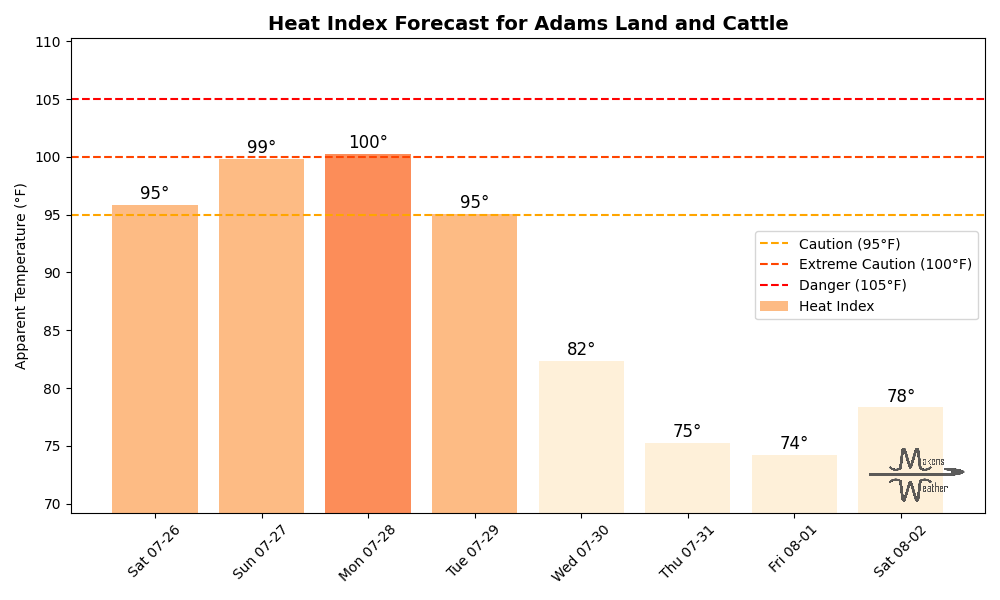 Heat Index Forecast for Adams Land and Cattle
110
105
100
95
90
85
80
75
70
Apparent Temperature (°F)
95°
99°
100°
95°
82°
75°
74°
78°
Caution (95°F)
Extreme Caution (100°F)
Danger (105°F)
Heat Index
Sat 07-26
Sun 07-27
Mon 07-28
Tue 07-29
Wed 07-30
Thu 07-31
Fri 08-01
Sat 08-02